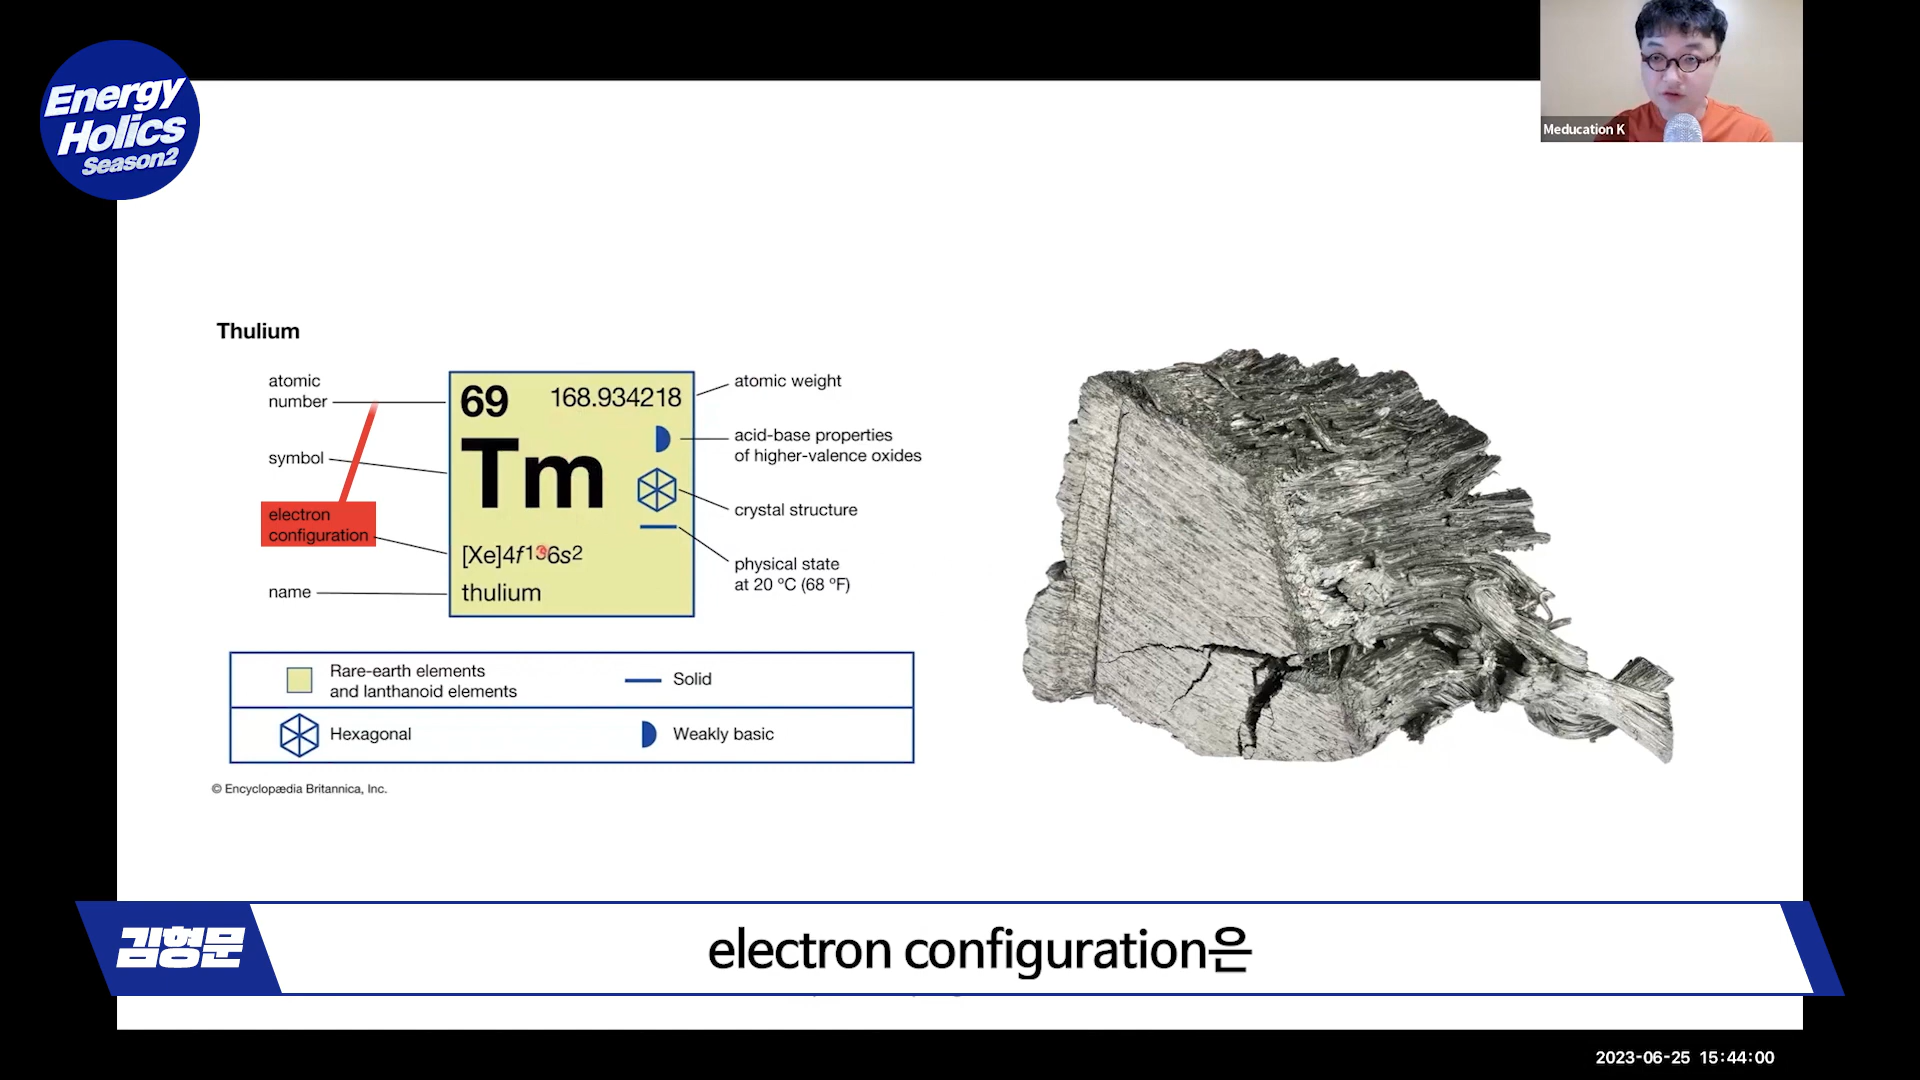 Energy
Holics
Season2
Meducation K
Thulium
atomic
number
symbol
electron
configuration
name
69
168.934218
Tm
[Xe]4f¹³6s²
thulium
atomic weight
acid-base properties
of higher-valence oxides
crystal structure
physical state
at 20 ºC (68 ºF)
Rare-earth elements
and lanthanoid elements
Solid
Hexagonal
Weakly basic
© Encyclopædia Britannica, Inc.
김형문
electron configuration은
2023-06-25 15:44:00